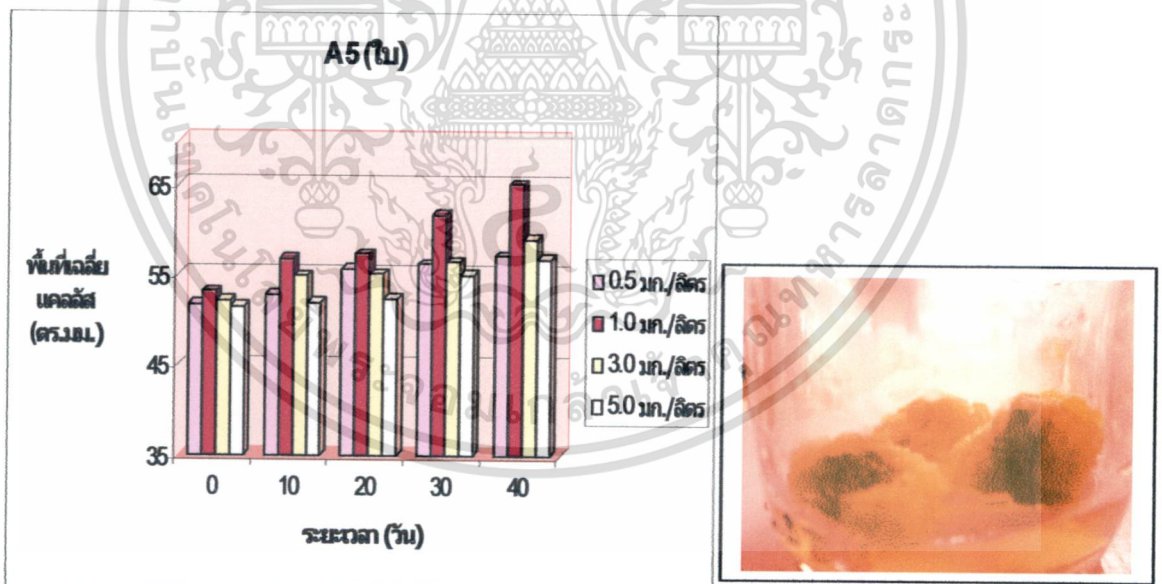 A5 (ใบ)
65
55
45
35
พื้นที่เฉลี่ย
แคลลัส
(ตร.มม.)
0 10 20 30 40
ระยะเวลา (วัน)
0.5 มก./ลิตร
1.0 มก./ลิตร
3.0 มก./ลิตร
5.0 มก./ลิตร